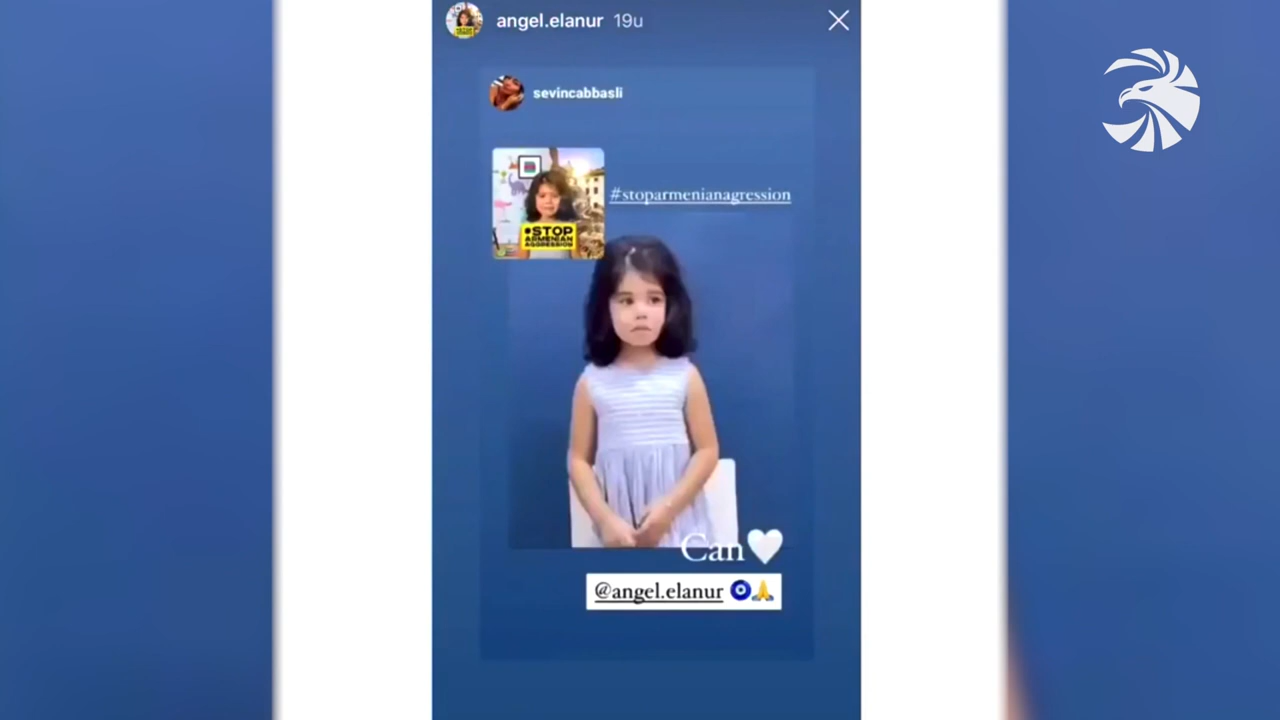 angel.elanur 19u
sevincabbasli
#stoparmenianagression
#STOP
ARMENIAN
AGGRESSION
Can🤍
@angel.elanur 🧿🙏